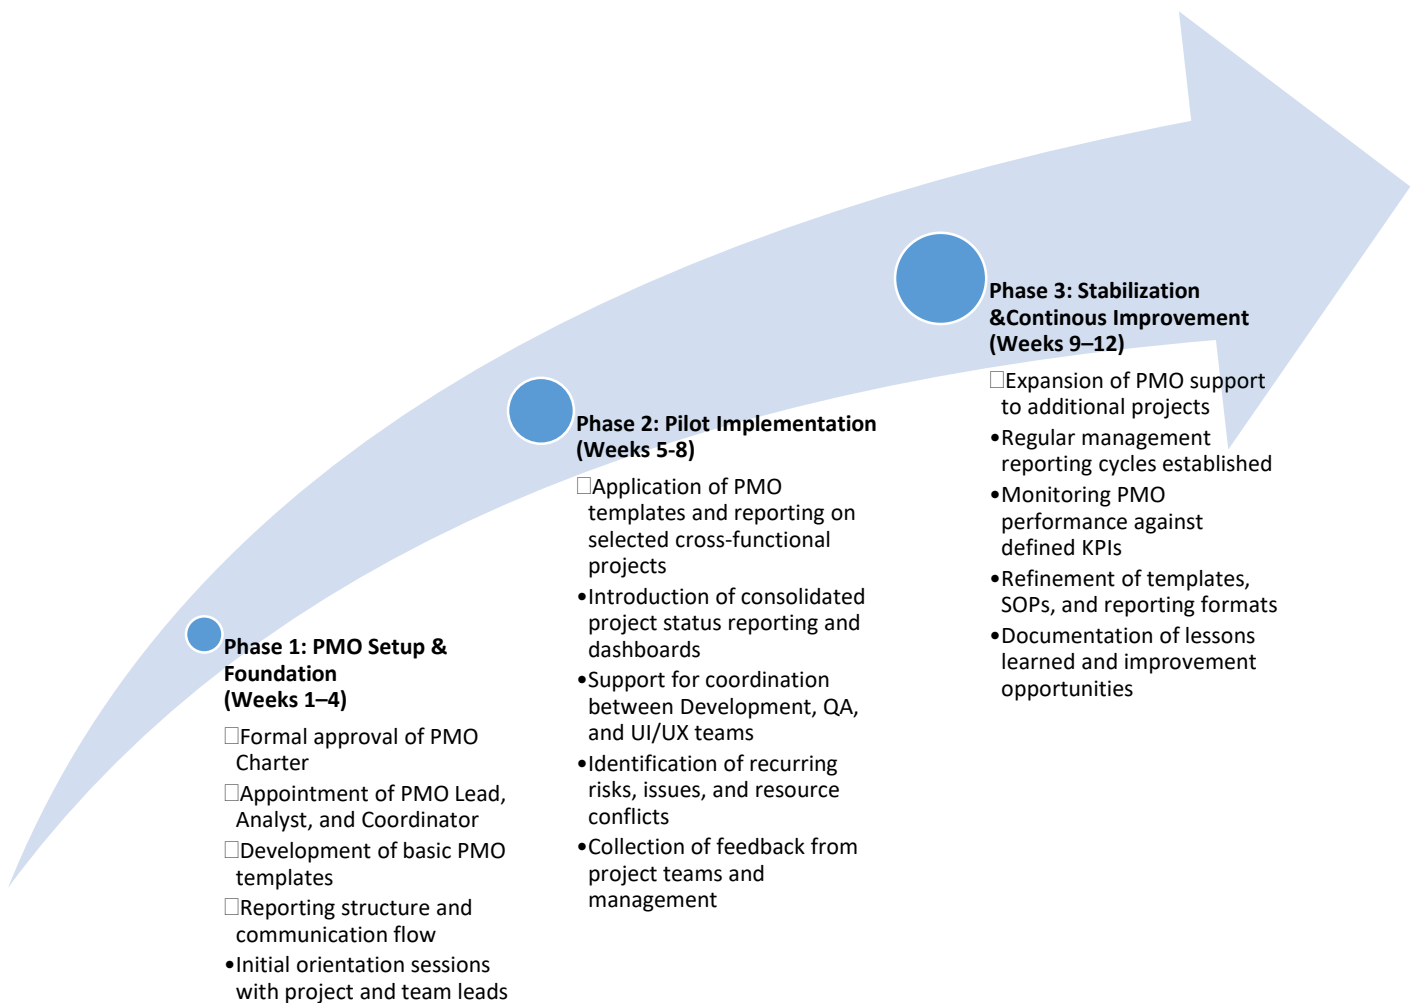 Phase 1: PMO Setup &
Foundation
(Weeks 1–4)
□Formal approval of PMO
Charter
□Appointment of PMO Lead,
Analyst, and Coordinator
□Development of basic PMO
templates
□Reporting structure and
communication flow
•Initial orientation sessions
with project and team leads
Phase 2: Pilot Implementation
(Weeks 5-8)
□Application of PMO
templates and reporting on
selected cross-functional
projects
•Introduction of consolidated
project status reporting and
dashboards
•Support for coordination
between Development, QA,
and UI/UX teams
•Identification of recurring
risks, issues, and resource
conflicts
•Collection of feedback from
project teams and
management
Phase 3: Stabilization
&Continous Improvement
(Weeks 9–12)
□Expansion of PMO support
to additional projects
•Regular management
reporting cycles established
•Monitoring PMO
performance against
defined KPIs
•Refinement of templates,
SOPs, and reporting formats
•Documentation of lessons
learned and improvement
opportunities